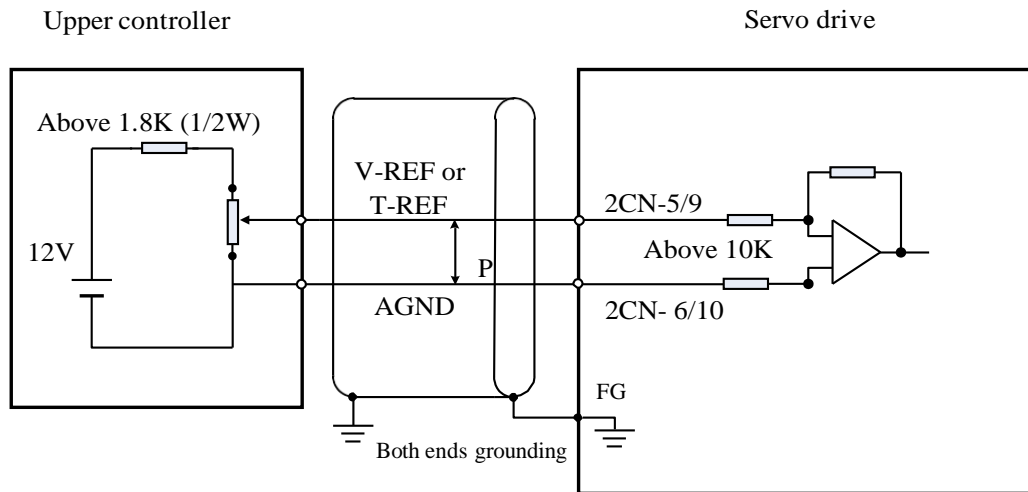 Upper controller
Servo drive
Above 1.8K (1/2W)
V-REF or
T-REF
2CN-5/9
Above 10K
12V
P
AGND
2CN- 6/10
FG
Both ends grounding